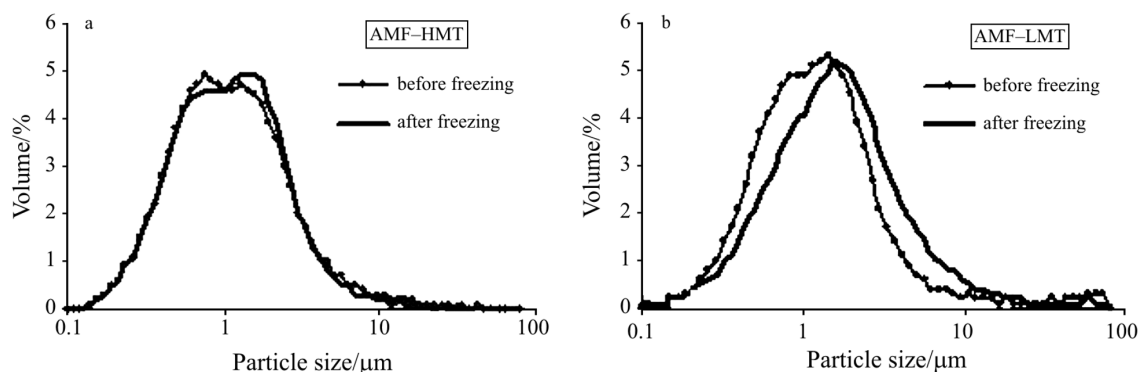 a
AMF–HMT
before freezing
after freezing
Volume/%
6
5
4
3
2
1
0
0.1 1 10 100
Particle size/μm
b
AMF–LMT
before freezing
after freezing
Volume/%
6
5
4
3
2
1
0
0.1 1 10 100
Particle size/μm